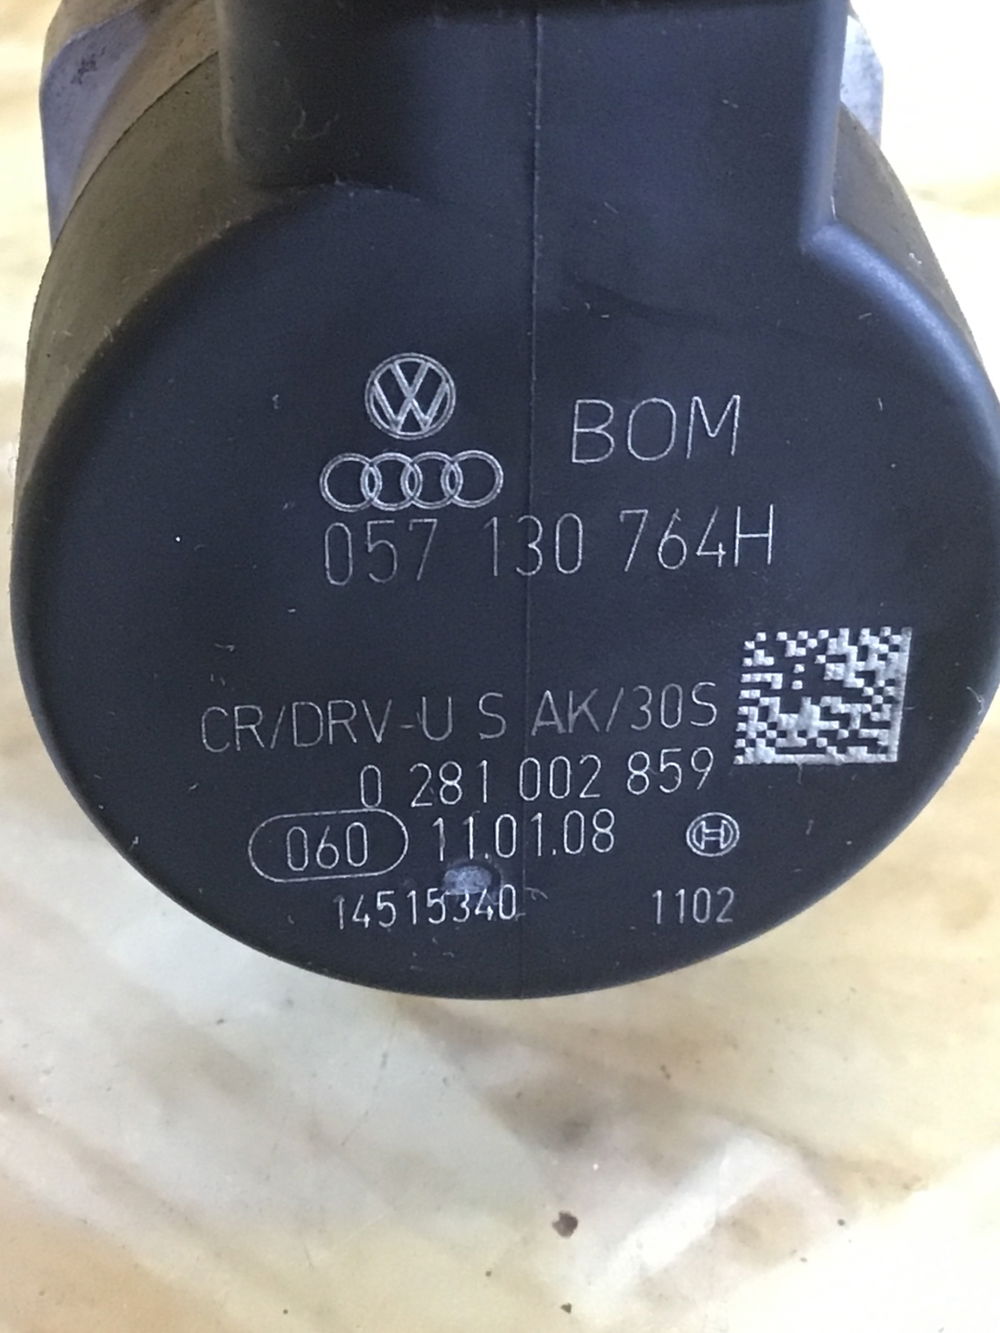 BOM
057 130 764H
CR/DRV-U S AK/30S
0 281 002 859
060 11.01.08
14515340 1102